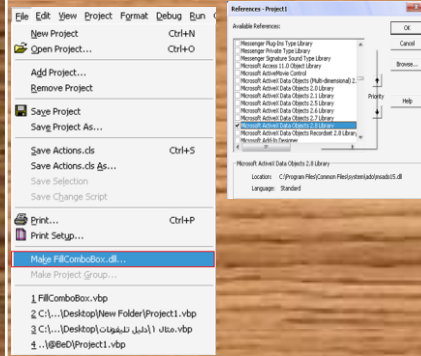 File Edit View Project Format Debug Run
New Project Ctrl+N
Open Project... Ctrl+O
Add Project...
Remove Project
Save Project
Save Project As...
Save Actions.cls Ctrl+S
Save Actions.cls As...
Save Selection
Save Change Script
Print... Ctrl+P
Print Setup...
Make FillComboBox.dll...
Make Project Group...
1 FillComboBox.vbp
2 C:\...\Desktop\New Folder\Project1.vbp
3 C:\...\Desktop\دليل تليفونات\مثال ١.vbp
4 ..\@BeD\Project1.vbp
References - Project1
Available References:
OK
Messenger Plug-Ins Type Library
Messenger Private Type Library
Cancel
Messenger Signature Sound Type Library
Microsoft Access 11.0 Object Library
Microsoft ActiveMovie Control
Browse...
Microsoft ActiveX Data Objects (Multi-dimensional) 2.
Microsoft ActiveX Data Objects 2.0 Library
Microsoft ActiveX Data Objects 2.1 Library
Priority
Microsoft ActiveX Data Objects 2.5 Library
Microsoft ActiveX Data Objects 2.6 Library
Help
Microsoft ActiveX Data Objects 2.7 Library
Microsoft ActiveX Data Objects 2.8 Library
Microsoft ActiveX Data Objects Recordset 2.8 Library
Microsoft Add-In Designer
Microsoft ActiveX Data Objects 2.8 Library
Location: C:\Program Files\Common Files\system\ado\msado15.dll
Language: Standard